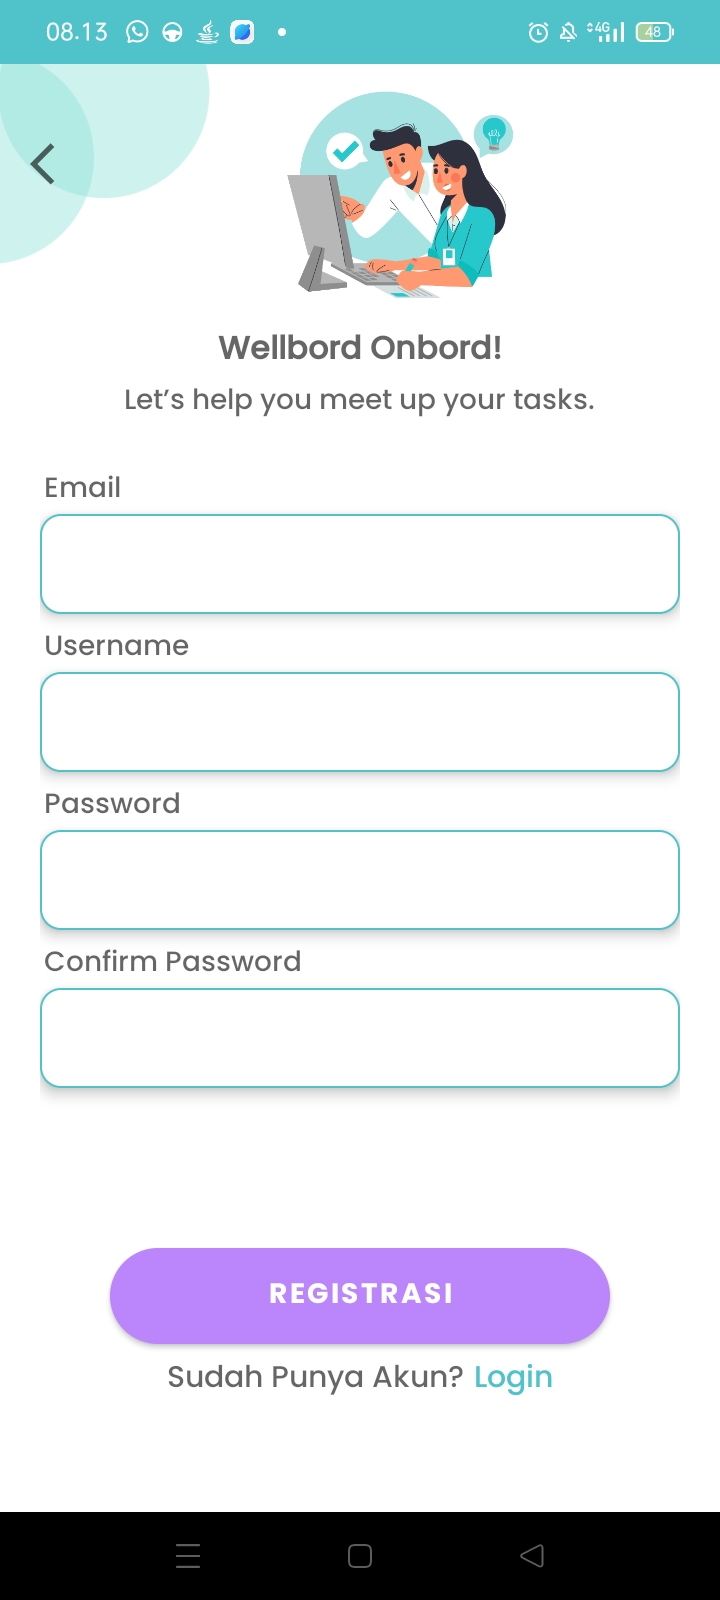 08.13 4G 48
Wellbord Onbord!
Let’s help you meet up your tasks.
Email
Username
Password
Confirm Password
REGISTRASI
Sudah Punya Akun? Login